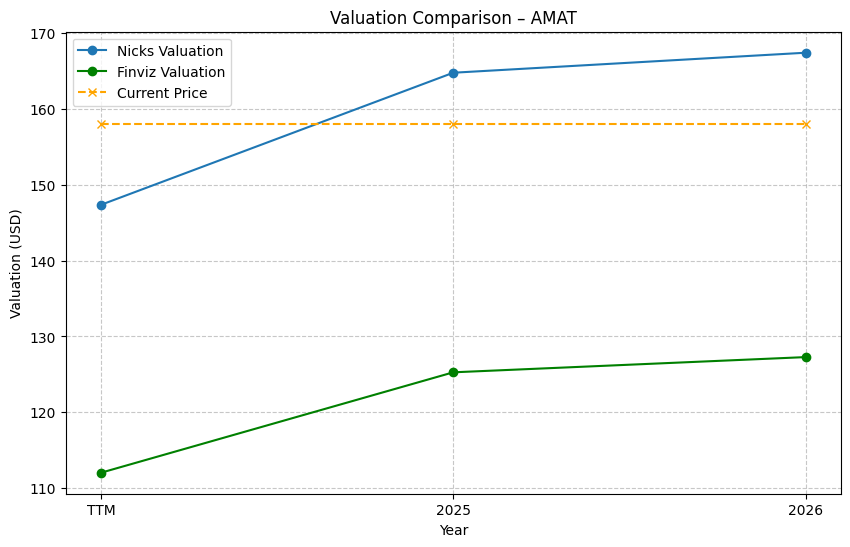 Valuation Comparison – AMAT
Nicks Valuation
Finviz Valuation
Current Price
Valuation (USD)
170
160
150
140
130
120
110
TTM
2025
2026
Year